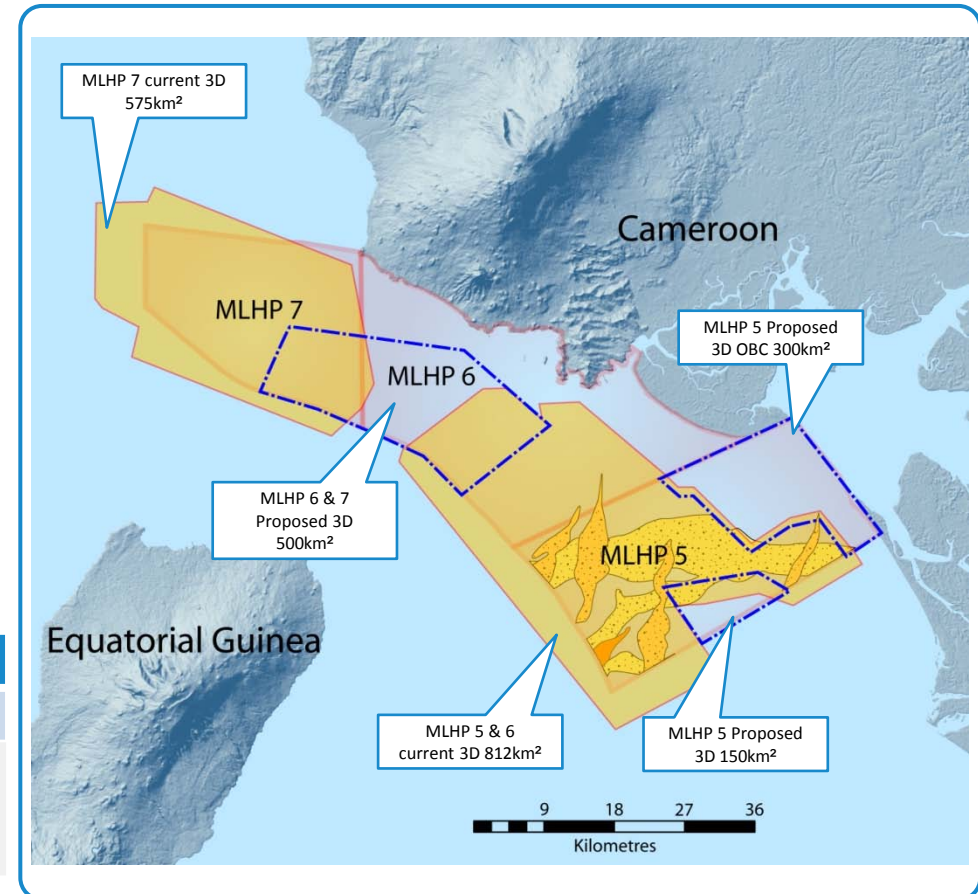 MLHP 7 current 3D
575km²
Cameroon
MLHP 7
MLHP 5 Proposed
3D OBC 300km²
MLHP 6
MLHP 6 & 7
Proposed 3D
500km²
MLHP 5
Equatorial Guinea
MLHP 5 & 6
current 3D 812km²
MLHP 5 Proposed
3D 150km²
9 18 27 36
Kilometres